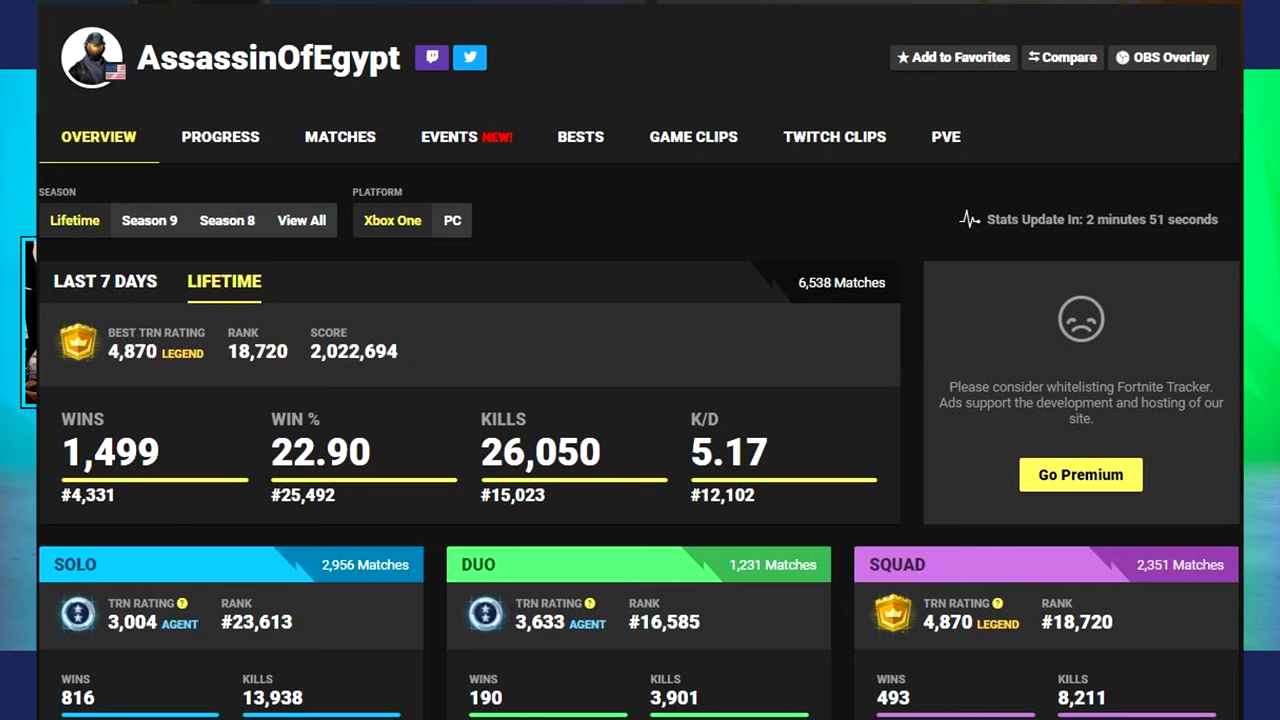 AssassinOfEgypt
Add to Favorites Compare OBS Overlay
OVERVIEW PROGRESS MATCHES EVENTS NEW! BESTS GAME CLIPS TWITCH CLIPS PVE
SEASON PLATFORM
Lifetime Season 9 Season 8 View All Xbox One PC Stats Update In: 2 minutes 51 seconds
LAST 7 DAYS LIFETIME 6,538 Matches
BEST TRN RATING RANK SCORE
4,870 LEGEND 18,720 2,022,694
Please consider whitelisting Fortnite Tracker.
Ads support the development and hosting of our
site.
Go Premium
WINS WIN % KILLS K/D
1,499 22.90 26,050 5.17
#4,331 #25,492 #15,023 #12,102
SOLO 2,956 Matches
TRN RATING ? RANK
3,004 AGENT #23,613
WINS KILLS
816 13,938
DUO 1,231 Matches
TRN RATING ? RANK
3,633 AGENT #16,585
WINS KILLS
190 3,901
SQUAD 2,351 Matches
TRN RATING ? RANK
4,870 LEGEND #18,720
WINS KILLS
493 8,211